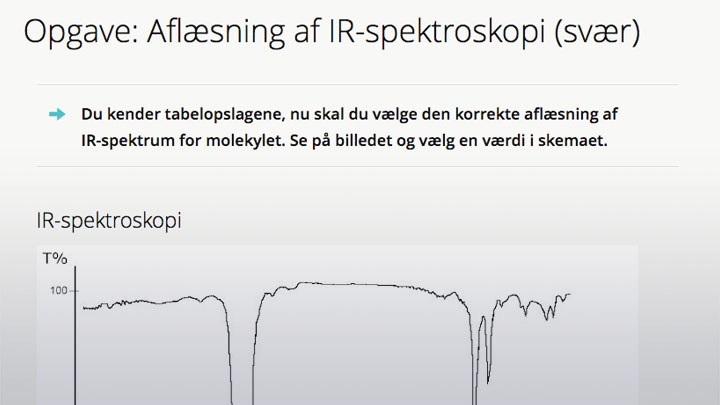 Opgave: Aflæsning af IR-spektroskopi (svær)
Du kender tabelopslagene, nu skal du vælge den korrekte aflæsning af
IR-spektrum for molekylet. Se på billedet og vælg en værdi i skemaet.
IR-spektroskopi
T%
100